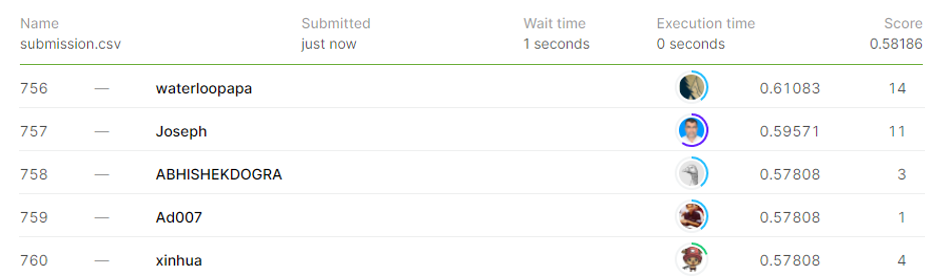 Name Submitted Wait time Execution time Score
submission.csv just now 1 seconds 0 seconds 0.58186
756 — waterloopapa 0.61083 14
757 — Joseph 0.59571 11
758 — ABHISHEKDOGRA 0.57808 3
759 — Ad007 0.57808 1
760 — xinhua 0.57808 4